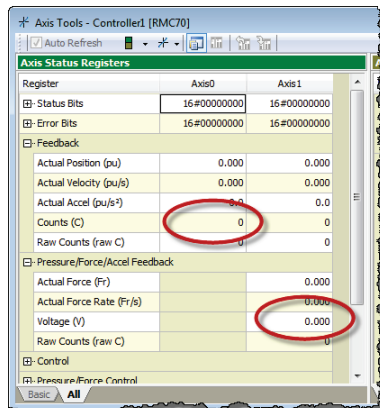 Axis Tools - Controller1 [RMC70]
Auto Refresh
Axis Status Registers
Register Axis0 Axis1
Status Bits 16#00000000 16#00000000
Error Bits 16#00000000 16#00000000
Feedback
Actual Position (pu) 0.000 0.000
Actual Velocity (pu/s) 0.000 0.000
Actual Accel (pu/s²) 0.0 0.0
Counts (C) 0 0
Raw Counts (raw C) 0 0
Pressure/Force/Accel Feedback
Actual Force (Fr) 0.000
Actual Force Rate (Fr/s) 0.000
Voltage (V) 0.000
Raw Counts (raw C) 0
Control
Pressure/Force Control
Basic All